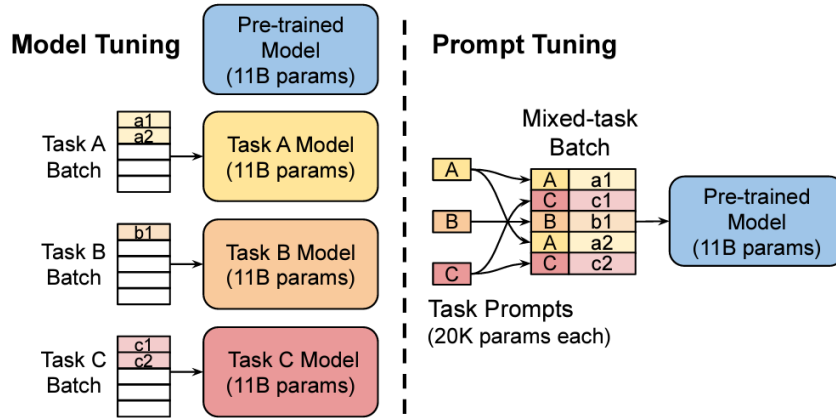 Model Tuning
Pre-trained
Model
(11B params)
a1
a2
Task A
Batch
Task A Model
(11B params)
b1
Task B
Batch
Task B Model
(11B params)
c1
c2
Task C
Batch
Task C Model
(11B params)
Prompt Tuning
Mixed-task
Batch
A
B
C
A a1
C c1
B b1
A a2
C c2
Task Prompts
(20K params each)
Pre-trained
Model
(11B params)